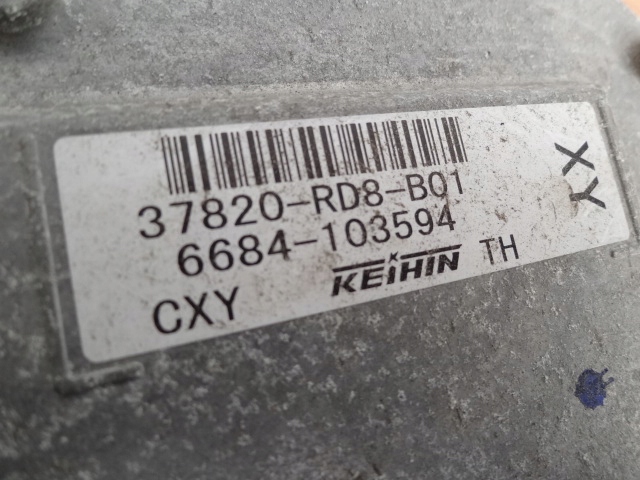 37820-RD8-B01
6684-103594
CXY KEIHIN TH
XY